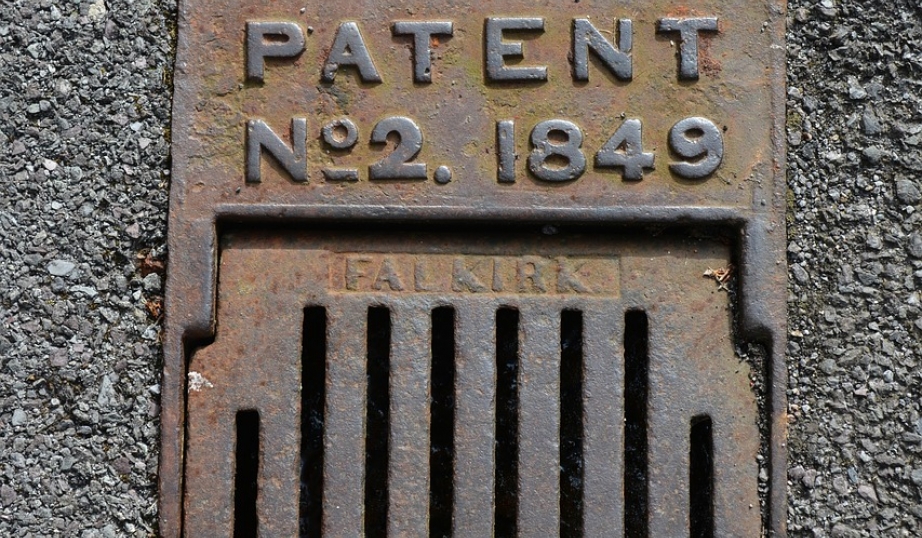 PATENT
Nº2. 1849
FALKIRK.